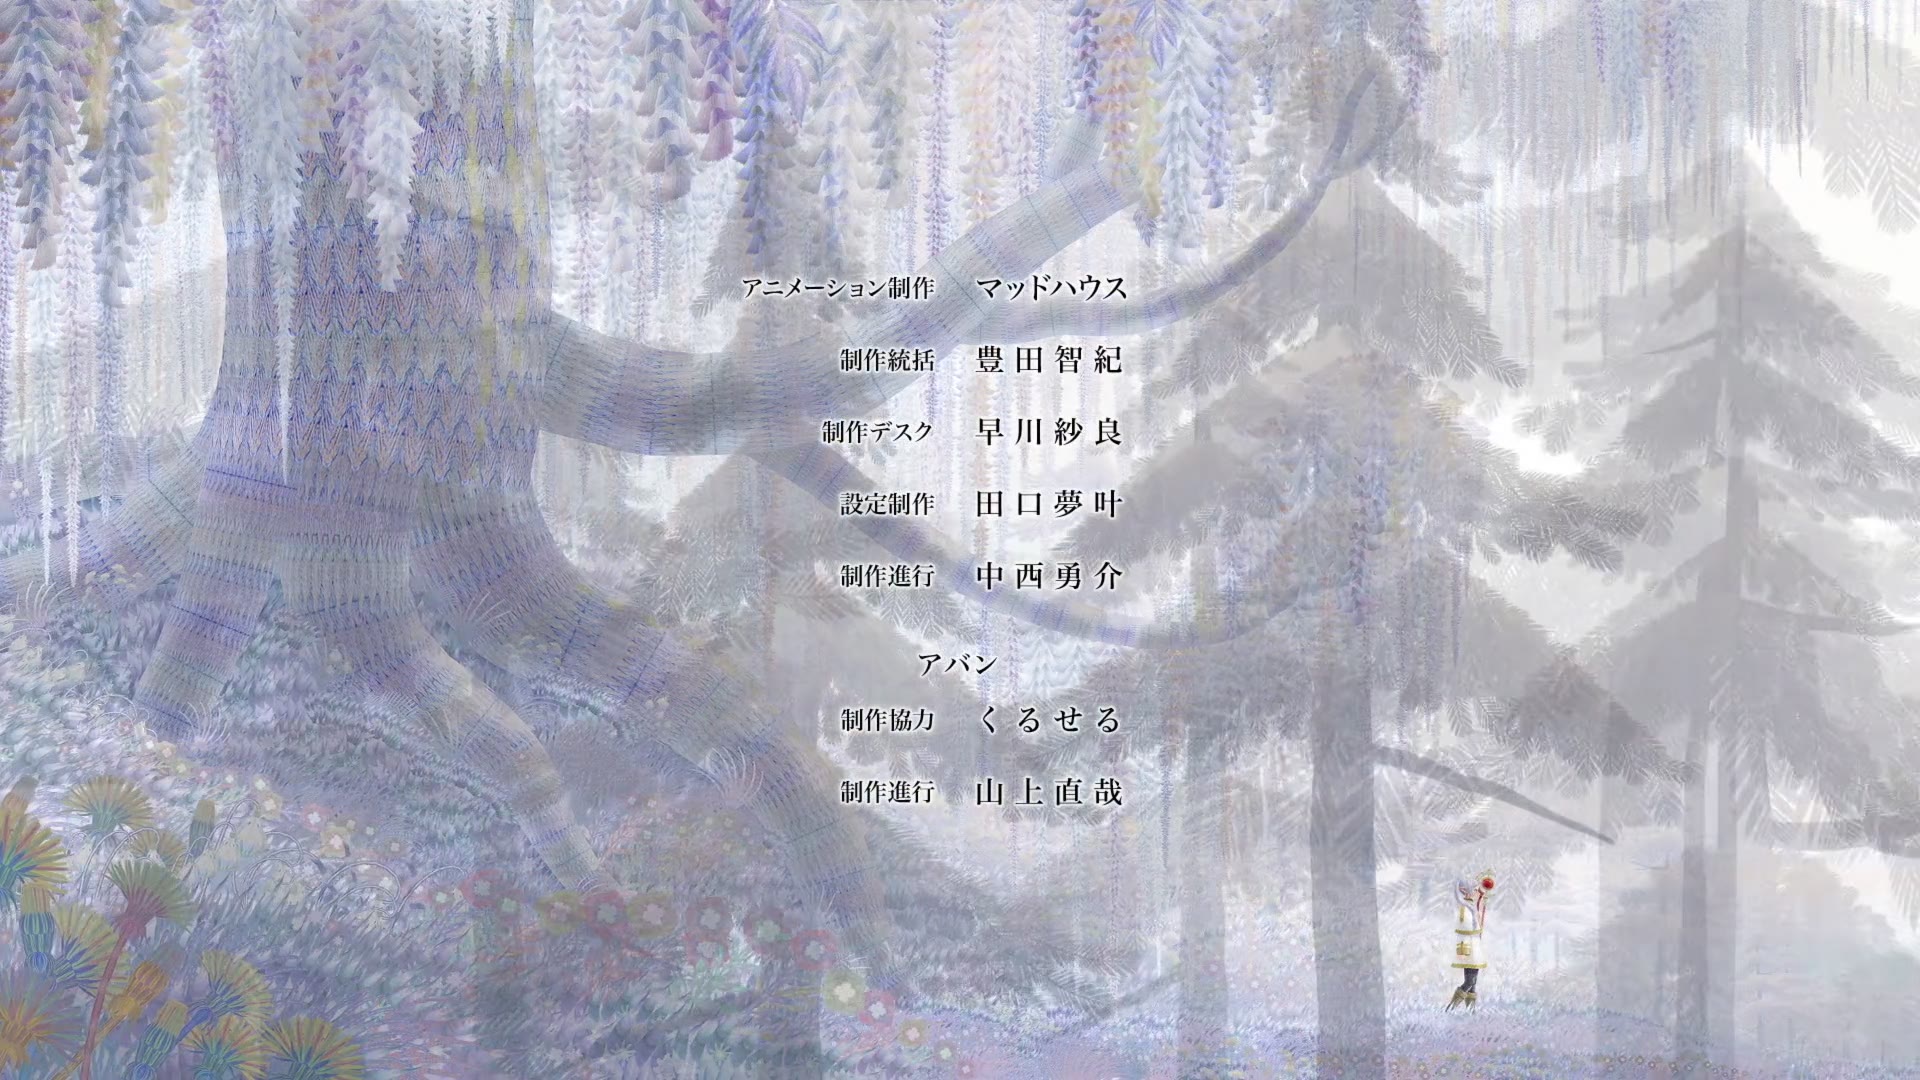 アニメーション制作 マッドハウス
制作統括 豊田智紀
制作デスク 早川紗良
設定制作 田口夢叶
制作進行 中西勇介
アバン
制作協力 くるせる
制作進行 山上直哉